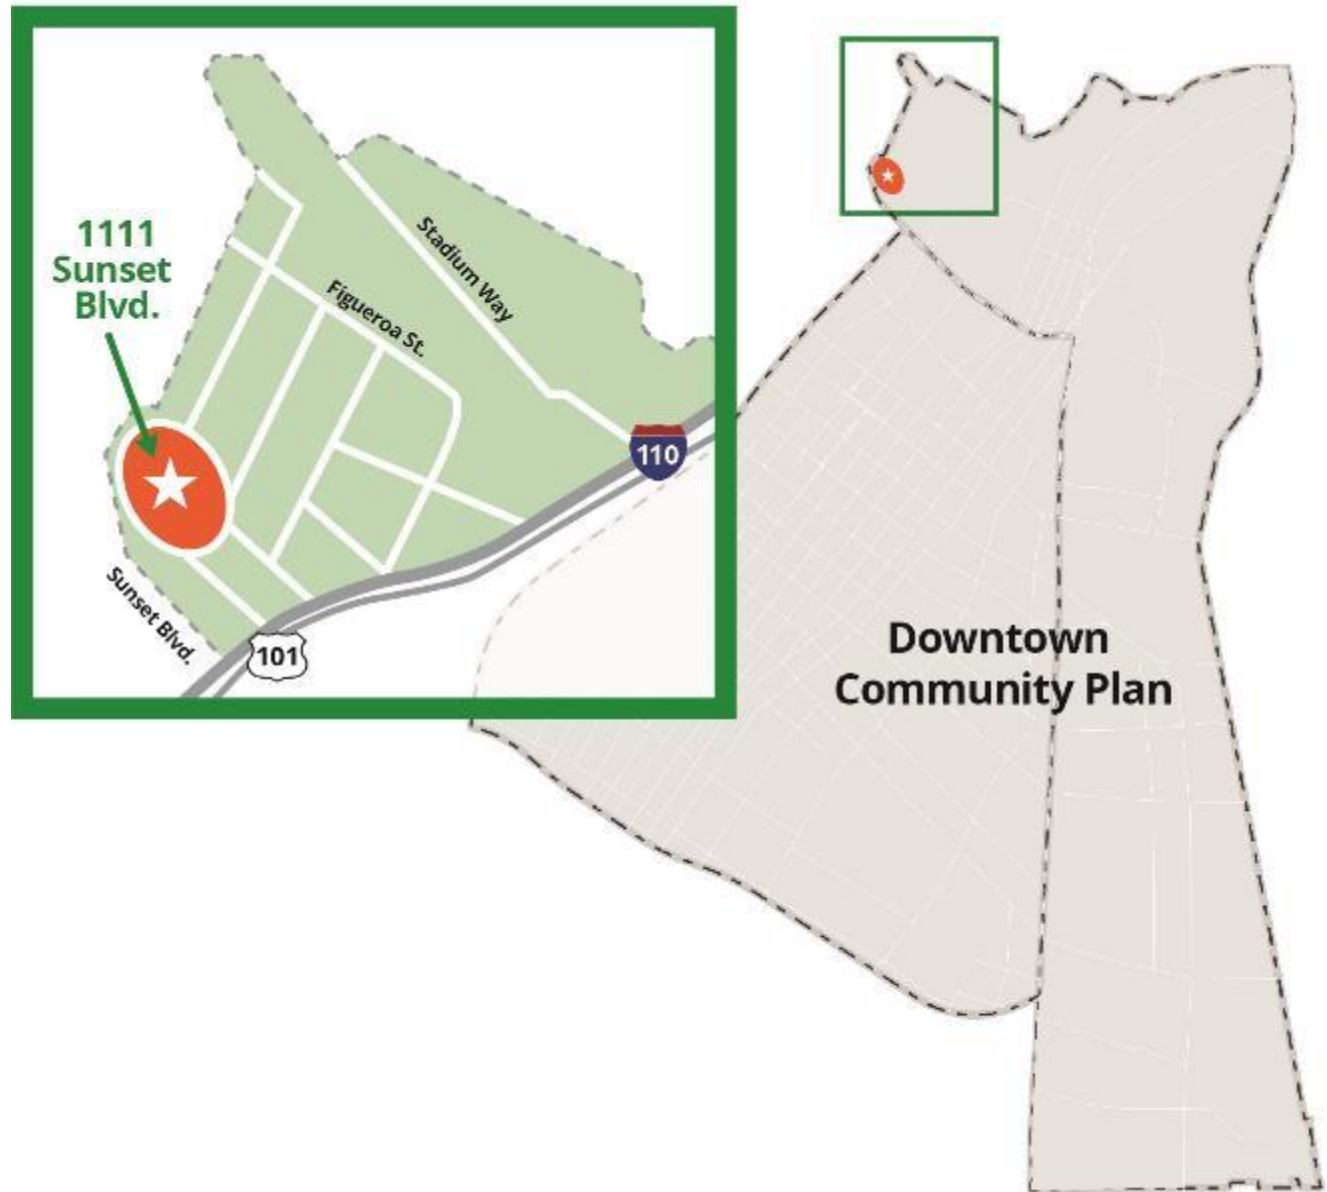 1111
Sunset
Blvd.
Stadium Way
Figueroa St.
110
Sunset Blvd.
101
Downtown
Community Plan